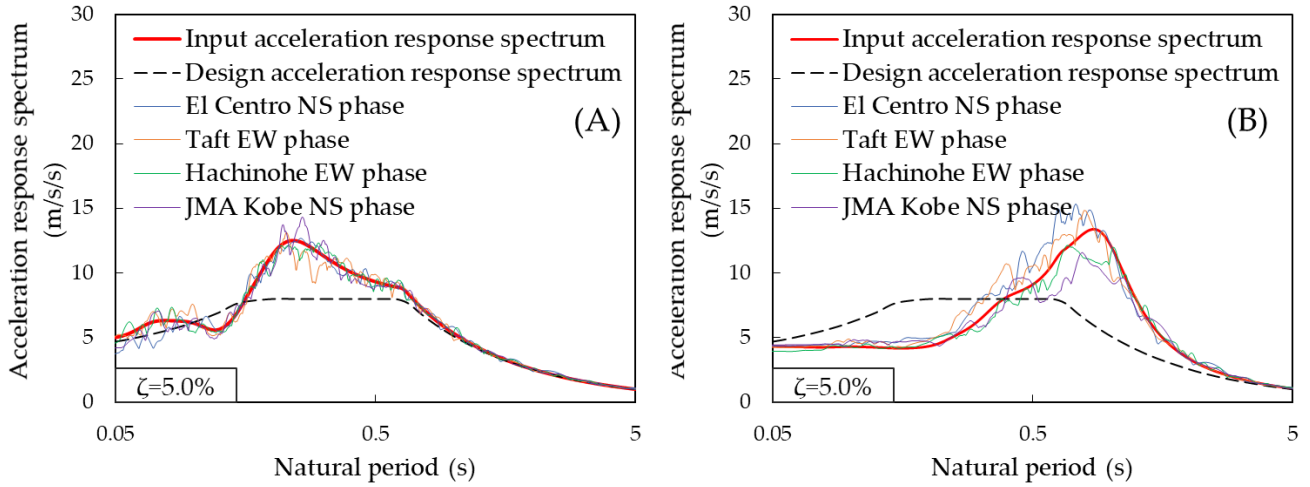 Acceleration response spectrum
(m/s/s)
30
25
20
15
10
5
0
Input acceleration response spectrum
Design acceleration response spectrum
El Centro NS phase
Taft EW phase
Hachinohe EW phase
JMA Kobe NS phase
(A)
ζ=5.0%
0.05
0.5
5
Natural period (s)
Acceleration response spectrum
(m/s/s)
30
25
20
15
10
5
0
Input acceleration response spectrum
Design acceleration response spectrum
El Centro NS phase
Taft EW phase
Hachinohe EW phase
JMA Kobe NS phase
(B)
ζ=5.0%
0.05
0.5
5
Natural period (s)